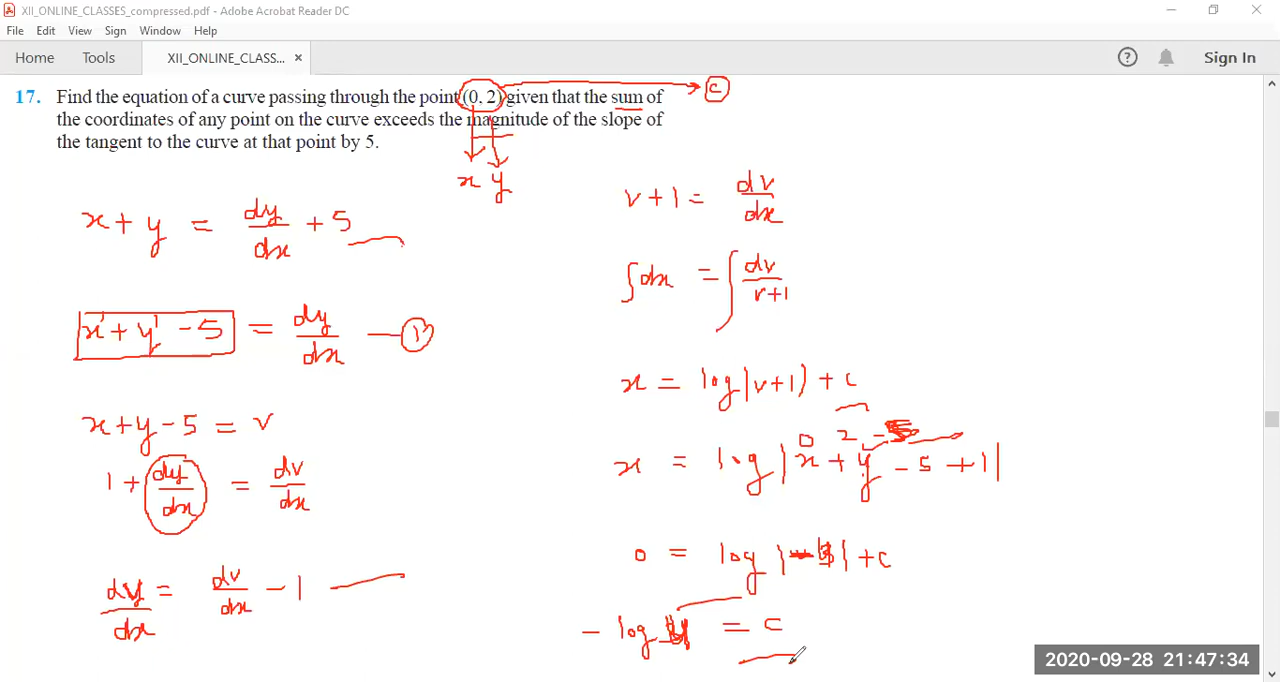 XII_ONLINE_CLASSES_compressed.pdf - Adobe Acrobat Reader DC
File Edit View Sign Window Help
Home Tools XII_ONLINE_CLASS... × Sign In
17. Find the equation of a curve passing through the point (0, 2) given that the sum of
the coordinates of any point on the curve exceeds the magnitude of the slope of
the tangent to the curve at that point by 5.
C
x y
x + y = dy/dx + 5
x + y - 5 = dy/dx — 1
x + y - 5 = v
1 + dy/dx = dv/dx
dy/dx = dv/dx - 1
v + 1 = dv/dx
∫dx = ∫dv/v+1
x = log|v+1| + c
0 2
x = log|x + y - 5 + 1|
0 = log| | + c
- log = c
2020-09-28 21:47:34